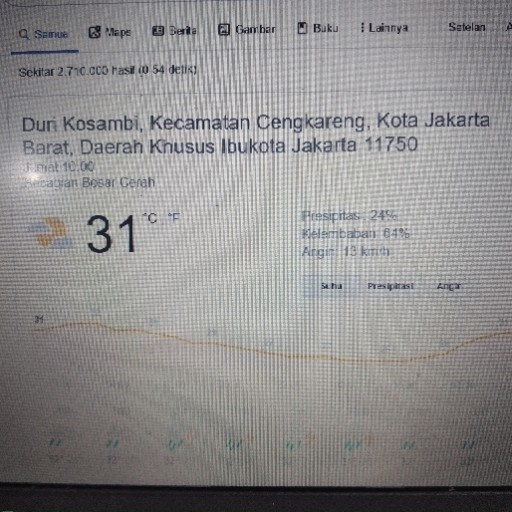 Semua Maps Berita Gambar Buku Lainnya Setelan
Sekitar 2.710.000 hasil (0,54 detik)
Duri Kosambi, Kecamatan Cengkareng, Kota Jakarta
Barat, Daerah Khusus Ibukota Jakarta 11750
Jumat 10.00
Sebagian Besar Cerah
31 °C °F
Presipitas 24%
Kelembaban 64%
Angin 13 km/h
Suhu Presipitasi Angin
31